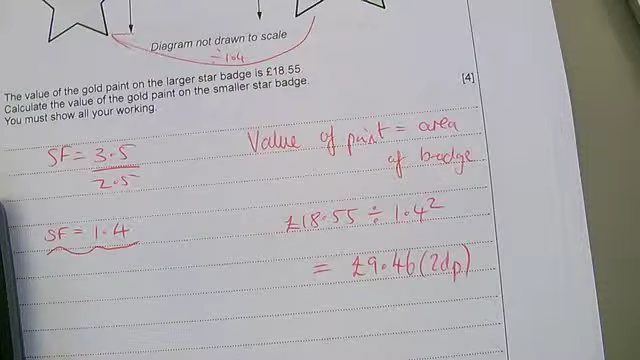 Diagram not drawn to scale
÷1.4
The value of the gold paint on the larger star badge is £18.55
Calculate the value of the gold paint on the smaller star badge.
You must show all your working.
[4]
SF = 3.5
2.5
SF = 1.4
Value of paint = area
of badge
£18.55 ÷ 1.4²
= £9.46 (2dp)